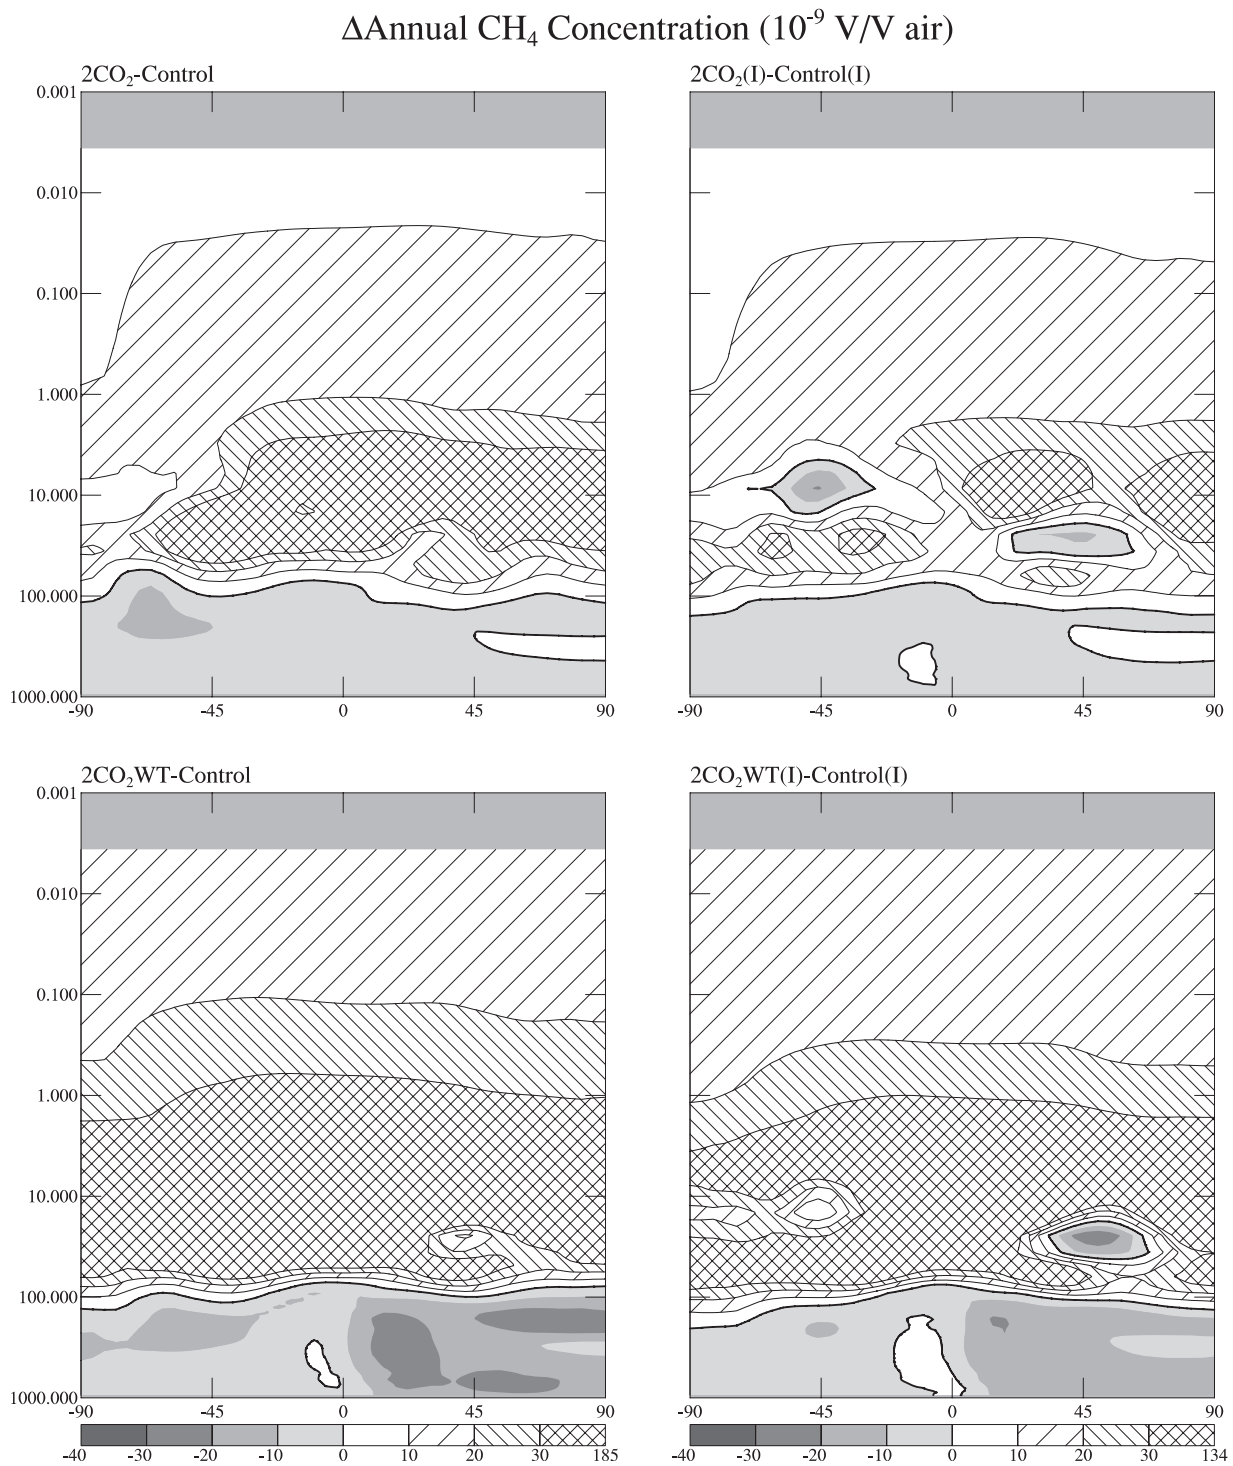 ΔAnnual CH₄ Concentration (10⁻⁹ V/V air)
2CO₂-Control
2CO₂(I)-Control(I)
0.001
0.010
0.100
1.000
10.000
100.000
1000.000
-90 -45 0 45 90
-90 -45 0 45 90
2CO₂WT-Control
2CO₂WT(I)-Control(I)
0.001
0.010
0.100
1.000
10.000
100.000
1000.000
-90 -45 0 45 90
-90 -45 0 45 90
-40 -30 -20 -10 0 10 20 30 185
-40 -30 -20 -10 0 10 20 30 134